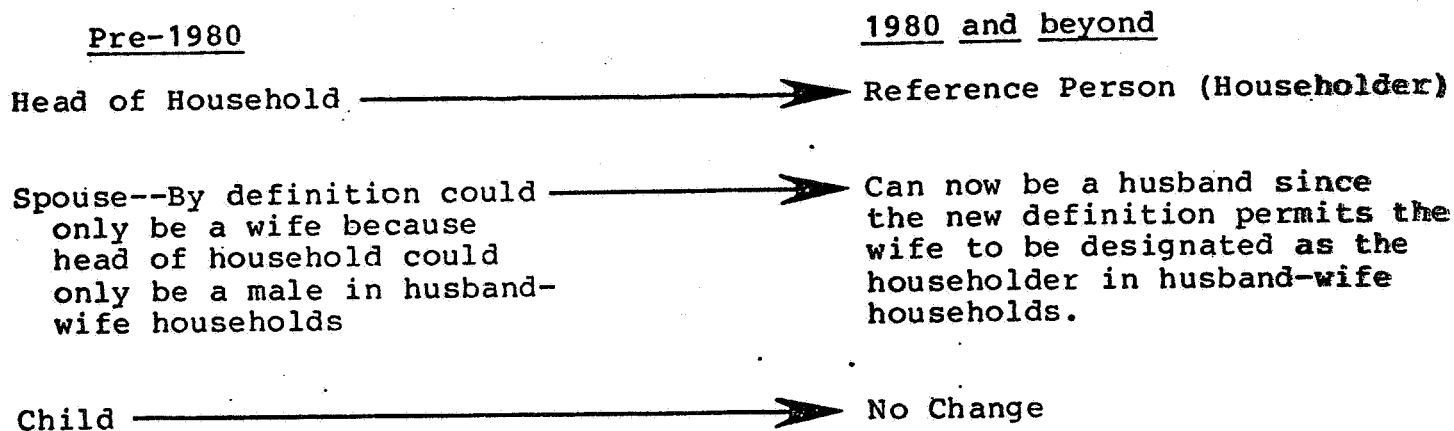 Pre-1980
1980 and beyond
Head of Household
Reference Person (Householder)
Spouse--By definition could
only be a wife because
head of household could
only be a male in husband-
wife households
Can now be a husband since
the new definition permits the
wife to be designated as the
householder in husband-wife
households.
Child
No Change